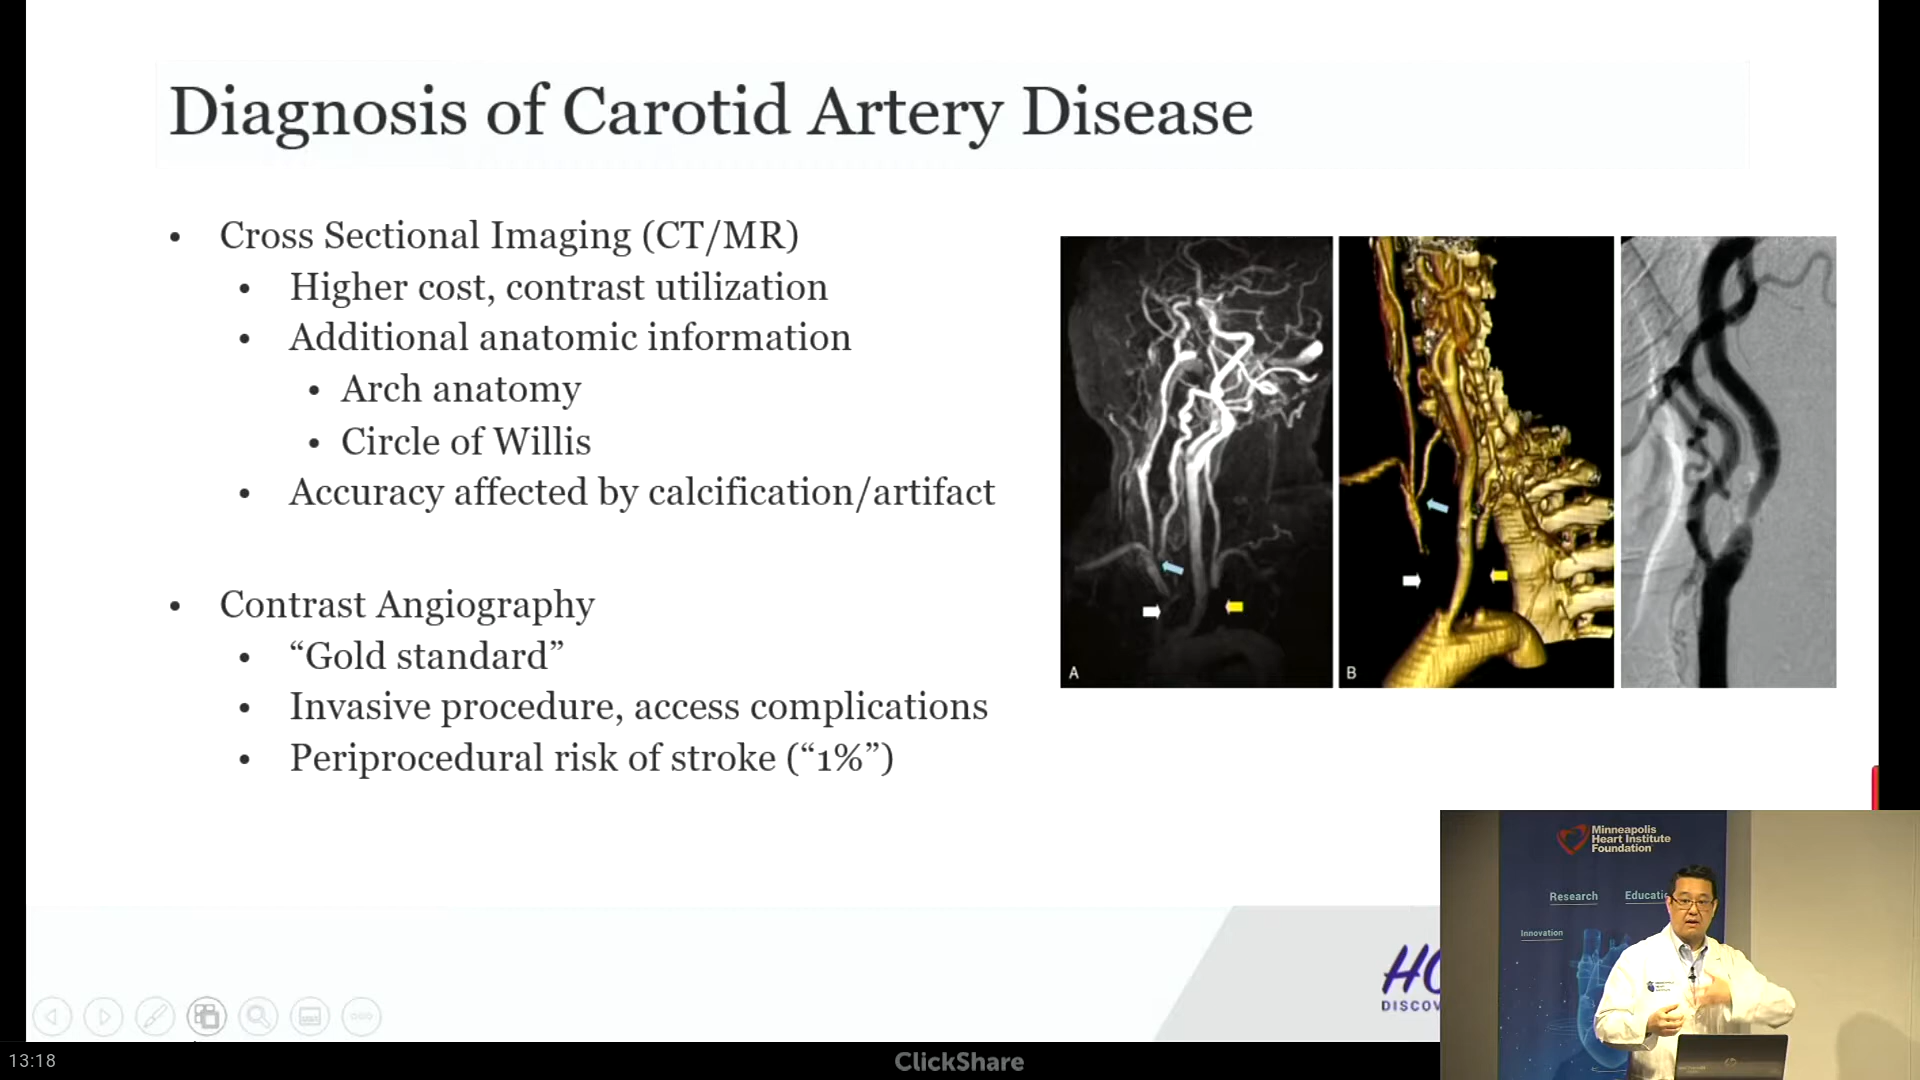 Diagnosis of Carotid Artery Disease
• Cross Sectional Imaging (CT/MR)
• Higher cost, contrast utilization
• Additional anatomic information
• Arch anatomy
• Circle of Willis
• Accuracy affected by calcification/artifact
• Contrast Angiography
• “Gold standard”
• Invasive procedure, access complications
• Periprocedural risk of stroke (“1%”)
A
B
Minneapolis
Heart Institute
Foundation
Research
Educatio
Innovation
HO
DISCOV
13:18
ClickShare